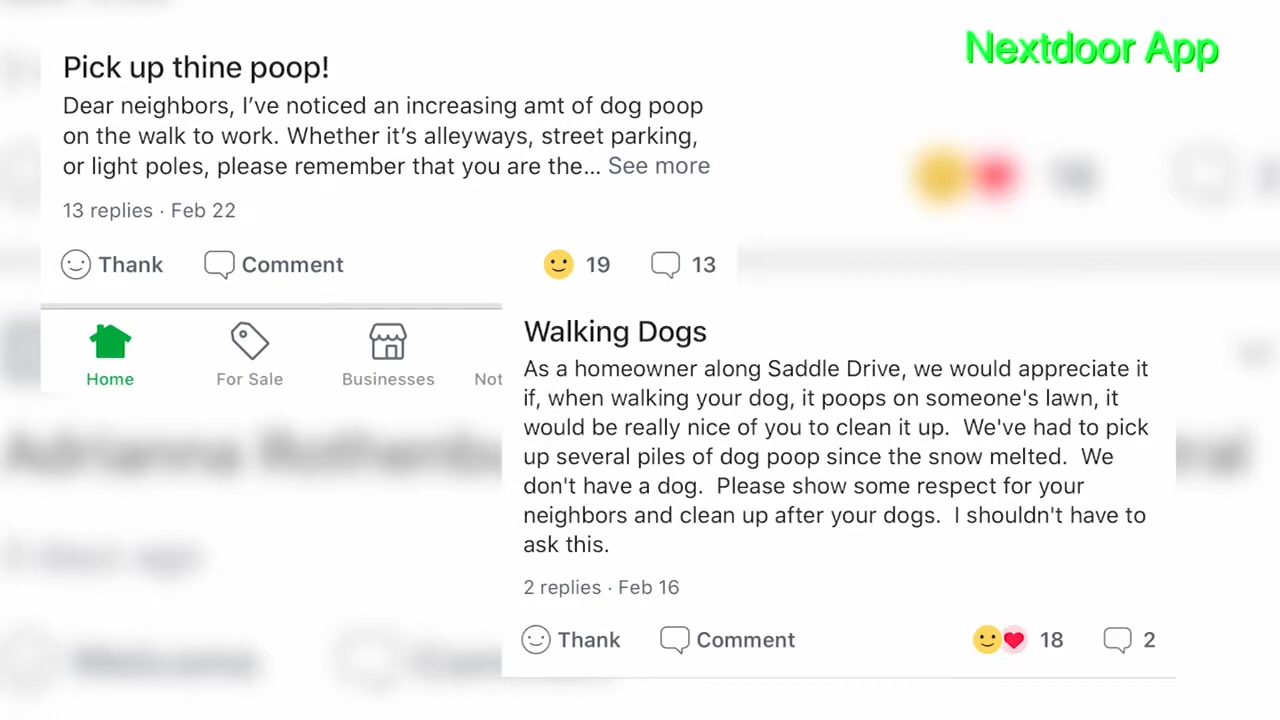 Nextdoor App
Pick up thine poop!
Dear neighbors, I've noticed an increasing amt of dog poop
on the walk to work. Whether it's alleyways, street parking,
or light poles, please remember that you are the... See more
13 replies · Feb 22
Thank Comment 19 13
Home For Sale Businesses Not
Walking Dogs
As a homeowner along Saddle Drive, we would appreciate it
if, when walking your dog, it poops on someone's lawn, it
would be really nice of you to clean it up.  We've had to pick
up several piles of dog poop since the snow melted.  We
don't have a dog.  Please show some respect for your
neighbors and clean up after your dogs.  I shouldn't have to
ask this.
2 replies · Feb 16
Thank Comment 18 2
Adrianna
days ago
Welcome